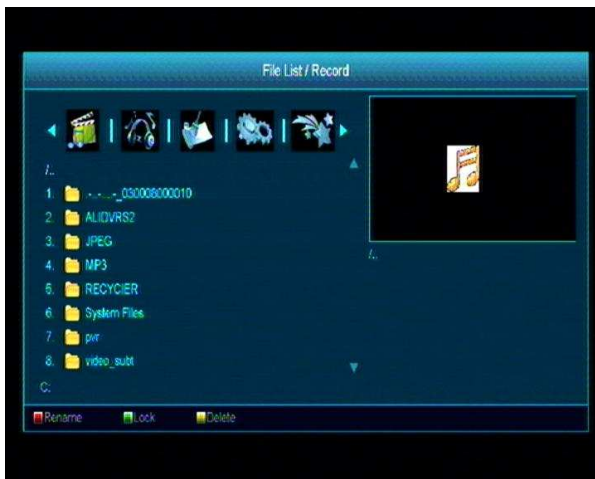 File List / Record
/..
1. .-.-...-_030008000010
2. ALIDVRS2
3. JPEG
4. MP3
5. RECYCIER
6. System Files
7. pvr
8. video_subt
C:
/..
Rename Lock Delete